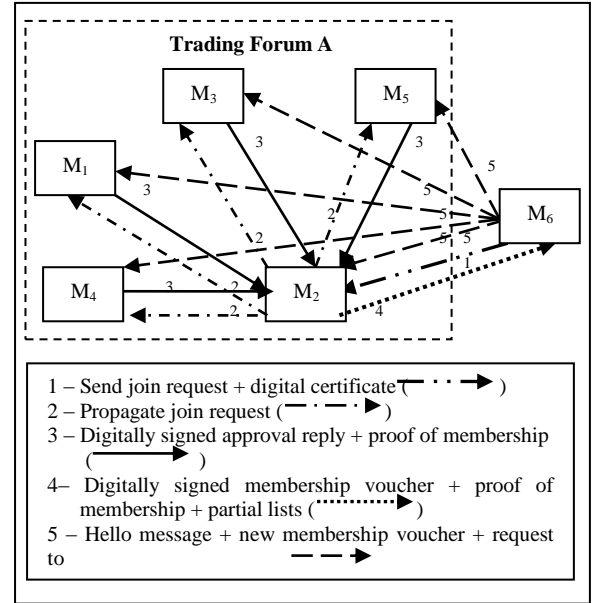 Trading Forum A
M3
M5
3
3
M1
5
3
5
5
M6
2
2
5
5
1
M4
3
2
M2
2
4
1 – Send join request + digital certificate ( )
2 – Propagate join request ( )
3 – Digitally signed approval reply + proof of membership
( )
4– Digitally signed membership voucher + proof of
membership + partial lists ( )
5 – Hello message + new membership voucher + request
to